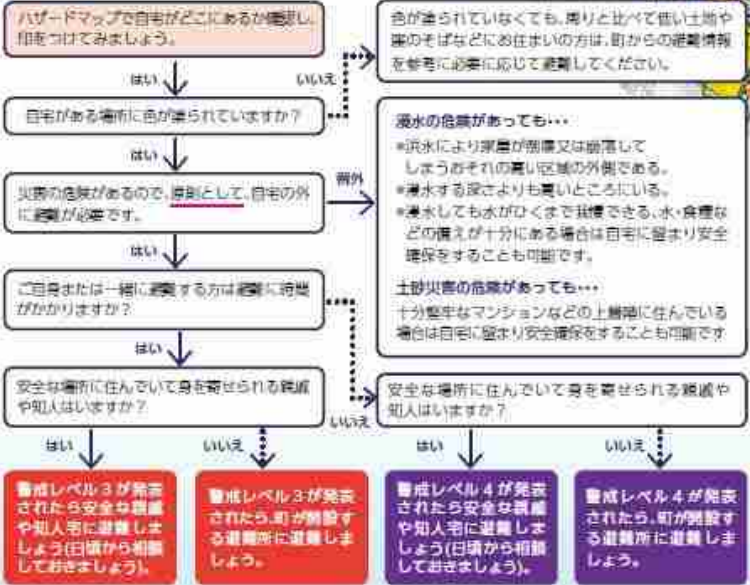 ハザードマップで自宅がどこにあるか確認し、
印をつけてみましょう。
色が塗られていなくても、周りと比べて低い土地や
崖のそばなどにお住まいの方は、町からの避難情報
を参考に必要に応じて避難してください。
はい
いいえ
自宅がある場所に色が塗られていますか？
はい
災害の危険があるので、原則として、自宅の外
に避難が必要です。
例外
浸水の危険があっても…
※洪水により家屋が倒壊又は崩落して
しまうおそれの高い区域の外側である。
※浸水する深さよりも高いところにいる。
※浸水しても水がひくまで我慢できる、水・食糧な
どの備えが十分にある場合は自宅に留まり安全
確保をすることも可能です。
土砂災害の危険があっても…
十分堅牢なマンションなどの上層階に住んでいる
場合は自宅に留まり安全確保をすることも可能です
はい
ご自身または一緒に避難する方は避難に時間
がかかりますか？
はい
いいえ
安全な場所に住んでいて身を寄せられる親戚
や知人はいますか？
安全な場所に住んでいて身を寄せられる親戚や
知人はいますか？
はい
いいえ
はい
いいえ
警戒レベル3が発表
されたら安全な親戚
や知人宅に避難しま
しょう(日頃から相談
しておきましょう)。
警戒レベル3が発表
されたら、町が開設す
る避難所に避難しま
しょう。
警戒レベル4が発表
されたら安全な親戚
や知人宅に避難しま
しょう(日頃から相談
しておきましょう)。
警戒レベル4が発表
されたら、町が開設す
る避難所に避難しま
しょう。